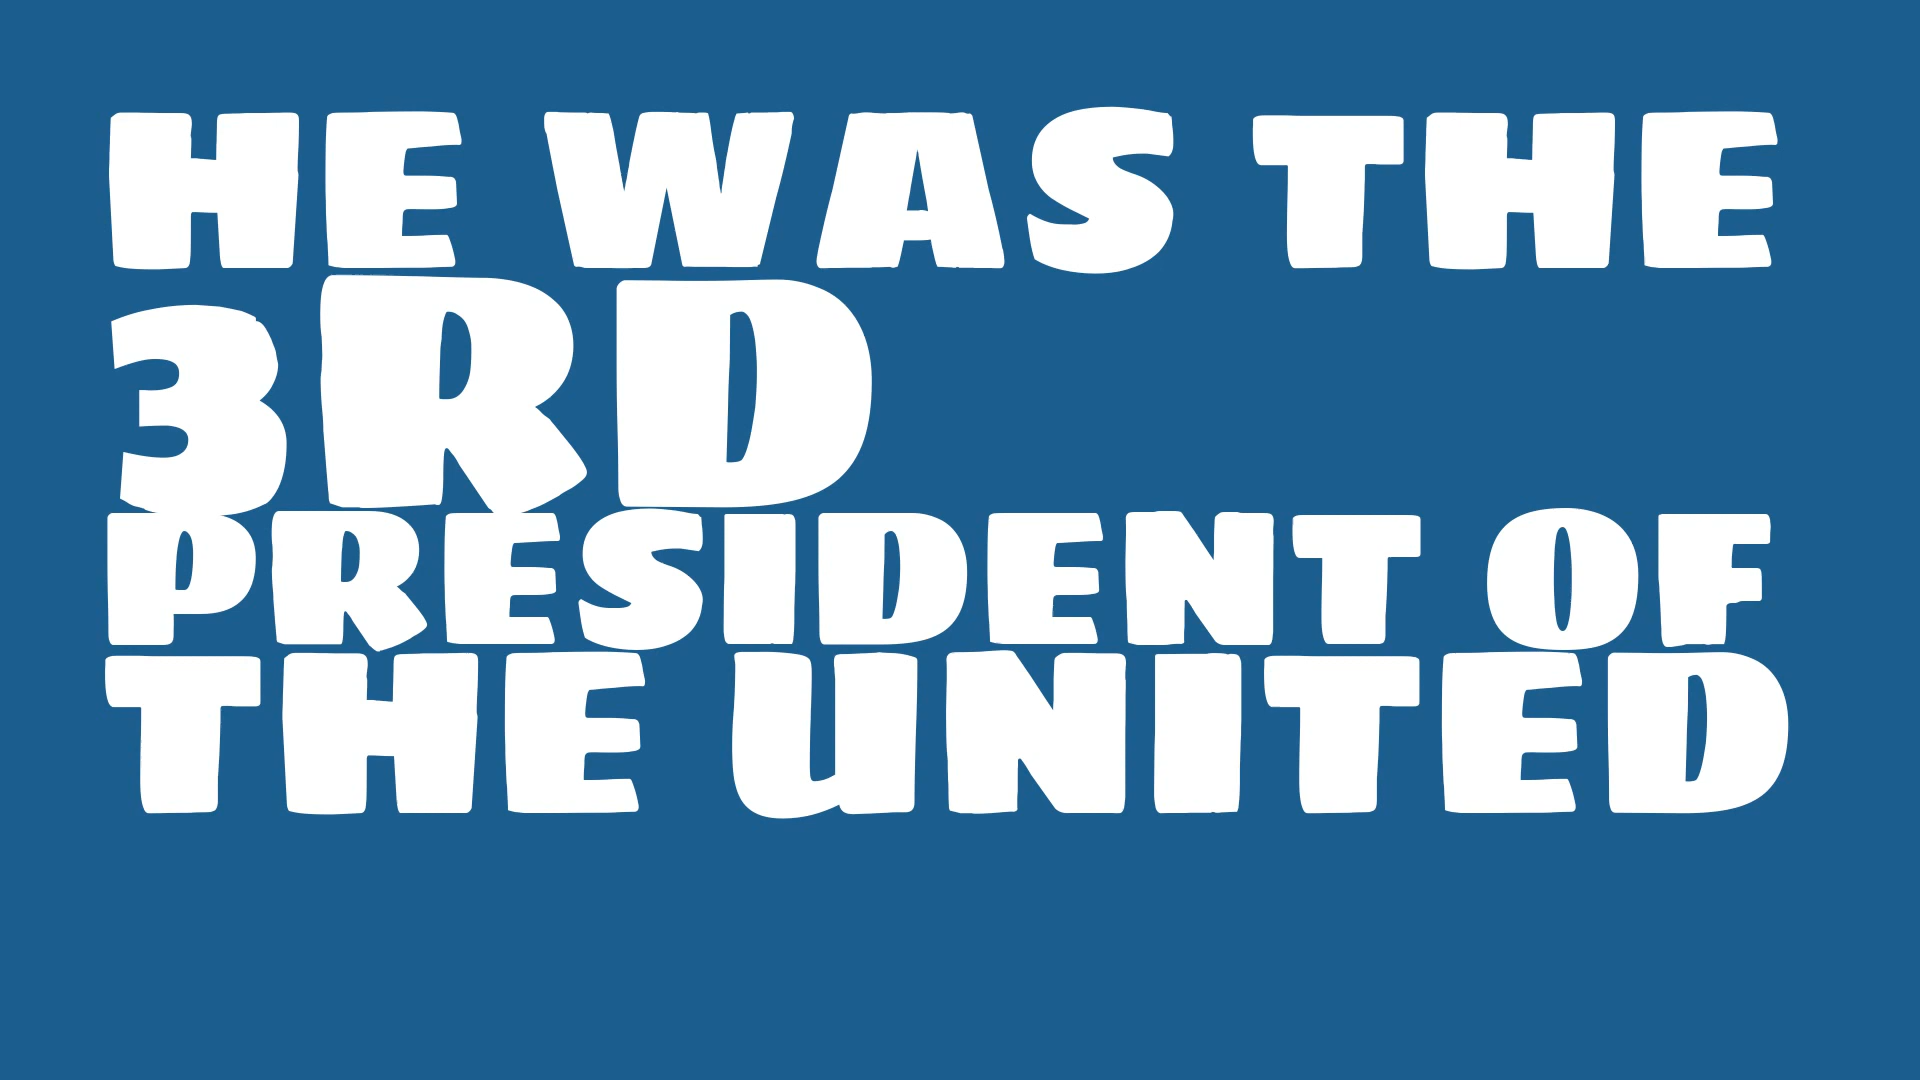 HE WAS THE
3RD
PRESIDENT OF
THE UNITED